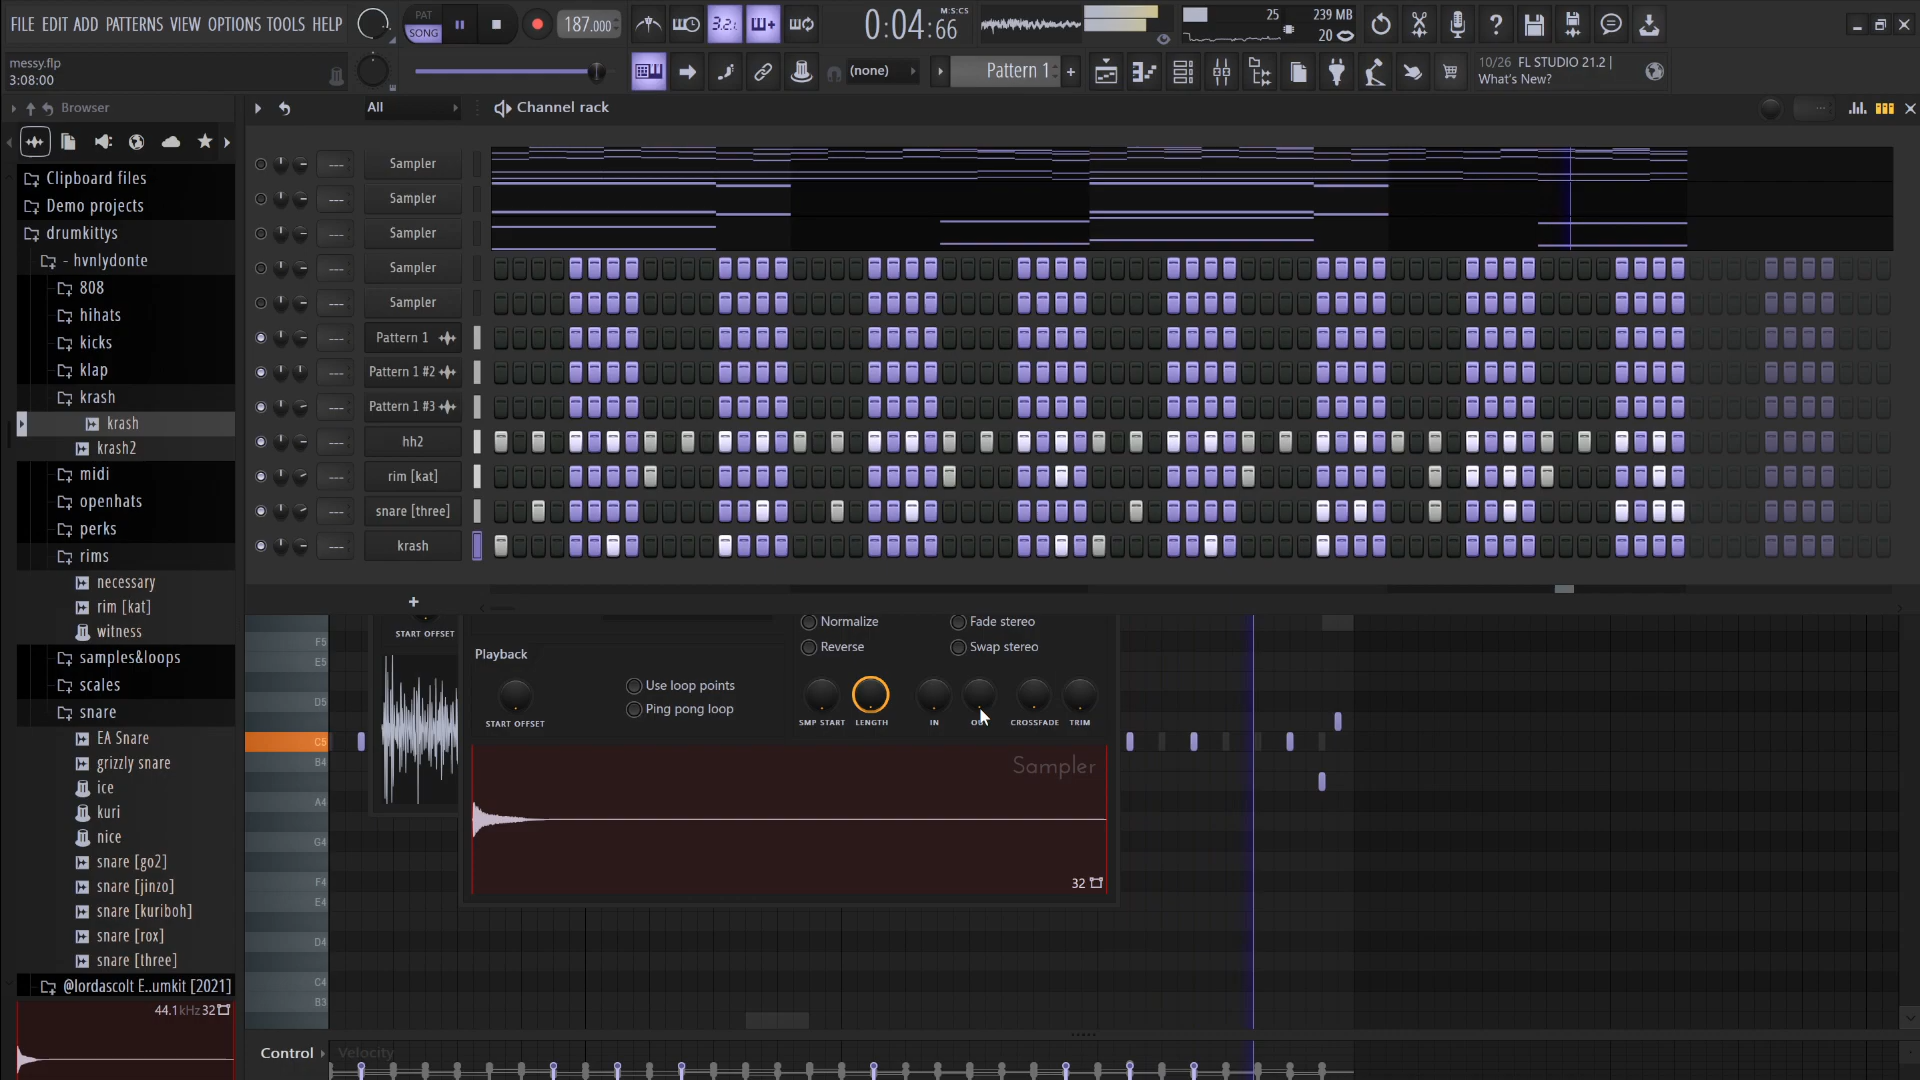 FILE EDIT ADD PATTERNS VIEW OPTIONS TOOLS HELP
PAT
SONG
187.000
3.2.
0:04:66
M:S:CS
25
239 MB
20
messy.flp
3:08:00
(none)
Pattern 1
+
10/26 FL STUDIO 21.2 |
What's New?
Browser
All
Channel rack
Clipboard files
Demo projects
drumkittys
- hvnlydonte
808
hihats
kicks
klap
krash
krash
krash2
midi
openhats
perks
rims
necessary
rim [kat]
witness
samples&loops
scales
snare
EA Snare
grizzly snare
ice
kuri
nice
snare [go2]
snare [jinzo]
snare [kuriboh]
snare [rox]
snare [three]
@lordascolt E..umkit [2021]
44.1kHz 32
--- Sampler
--- Sampler
--- Sampler
--- Sampler
--- Sampler
--- Pattern 1
--- Pattern 1 #2
--- Pattern 1 #3
--- hh2
--- rim [kat]
--- snare [three]
--- krash
+
START OFFSET
Normalize
Fade stereo
Reverse
Swap stereo
Playback
Use loop points
Ping pong loop
START OFFSET
SMP START LENGTH IN CROSSFADE TRIM
Sampler
32
F5
E5
D5
C5
B4
A4
G4
F4
E4
D4
C4
B3
Control
Velocity